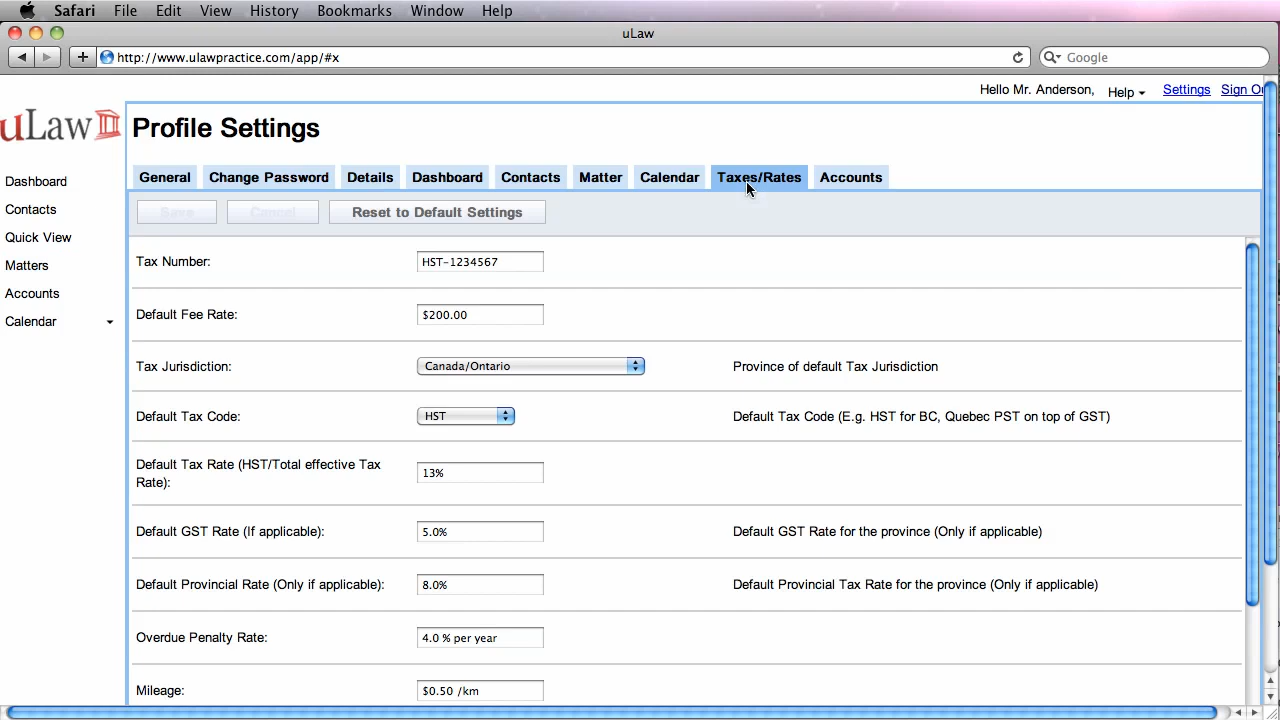 Safari File Edit View History Bookmarks Window Help
uLaw
http://www.ulawpractice.com/app/#x
Google
Hello Mr. Anderson, Help Settings Sign
uLaw
Profile Settings
General Change Password Details Dashboard Contacts Matter Calendar Taxes/Rates Accounts
Save Cancel Reset to Default Settings
Dashboard
Contacts
Quick View
Matters
Accounts
Calendar
Tax Number: HST-1234567
Default Fee Rate: $200.00
Tax Jurisdiction: Canada/Ontario Province of default Tax Jurisdiction
Default Tax Code: HST Default Tax Code (E.g. HST for BC, Quebec PST on top of GST)
Default Tax Rate (HST/Total effective Tax
Rate): 13%
Default GST Rate (If applicable): 5.0% Default GST Rate for the province (Only if applicable)
Default Provincial Rate (Only if applicable): 8.0% Default Provincial Tax Rate for the province (Only if applicable)
Overdue Penalty Rate: 4.0 % per year
Mileage: $0.50 /km